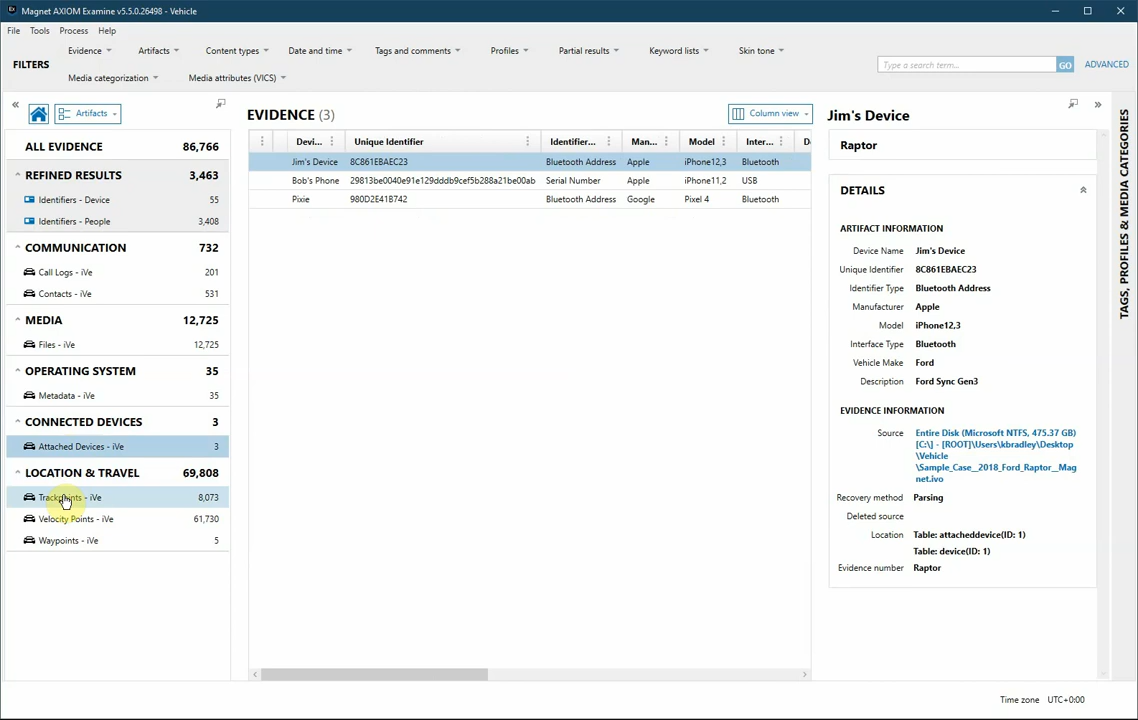 Magnet AXIOM Examine v5.5.0.26498 - Vehicle
File Tools Process Help
FILTERS
Evidence Artifacts Content types Date and time Tags and comments Profiles Partial results Keyword lists Skin tone
Media categorization Media attributes (VICS)
Type a search term... GO ADVANCED
Artifacts
ALL EVIDENCE 86,766
REFINED RESULTS 3,463
Identifiers - Device 55
Identifiers - People 3,408
COMMUNICATION 732
Call Logs - iVe 201
Contacts - iVe 531
MEDIA 12,725
Files - iVe 12,725
OPERATING SYSTEM 35
Metadata - iVe 35
CONNECTED DEVICES 3
Attached Devices - iVe 3
LOCATION & TRAVEL 69,808
Trackpoints - iVe 8,073
Velocity Points - iVe 61,730
Waypoints - iVe 5
EVIDENCE (3)
Column view
Devi... Unique Identifier Identifier... Man... Model Inter... D
Jim's Device 8C861EBAEC23 Bluetooth Address Apple iPhone12,3 Bluetooth
Bob's Phone 29813be0040e91e129dddb9cef5b288a21be00ab Serial Number Apple iPhone11,2 USB
Pixie 980D2E41B742 Bluetooth Address Google Pixel 4 Bluetooth
Jim's Device
Raptor
DETAILS
ARTIFACT INFORMATION
Device Name Jim's Device
Unique Identifier 8C861EBAEC23
Identifier Type Bluetooth Address
Manufacturer Apple
Model iPhone12,3
Interface Type Bluetooth
Vehicle Make Ford
Description Ford Sync Gen3
EVIDENCE INFORMATION
Source Entire Disk (Microsoft NTFS, 475.37 GB)
[C:\] - [ROOT]\Users\kbradley\Desktop
\Vehicle
\Sample_Case__2018_Ford_Raptor__Mag
net.ivo
Recovery method Parsing
Deleted source
Location Table: attacheddevice(ID: 1)
Table: device(ID: 1)
Evidence number Raptor
TAGS, PROFILES & MEDIA CATEGORIES
Time zone UTC+0:00